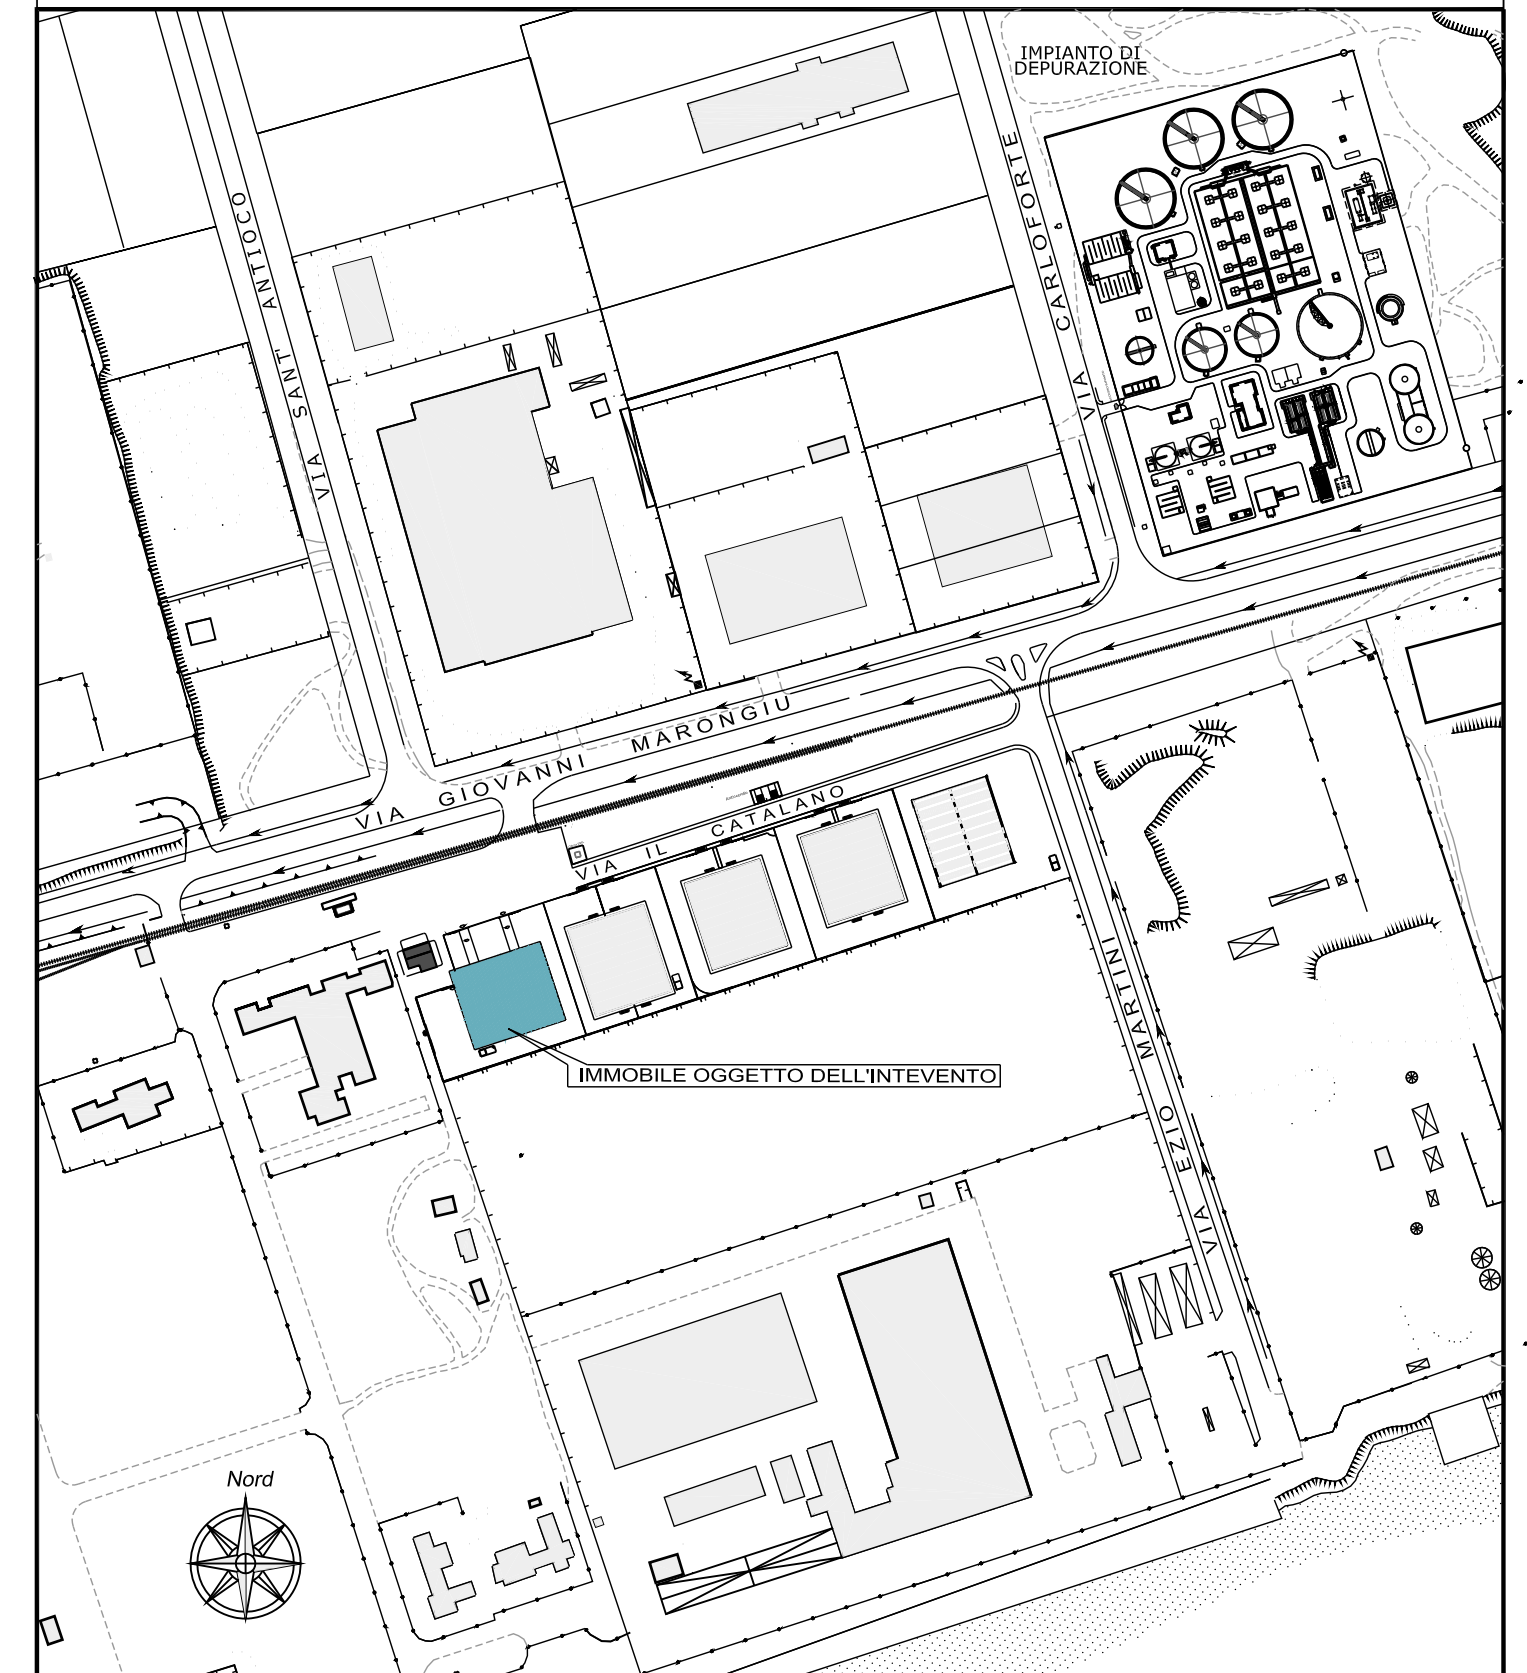 IMPIANTO DI
DEPURAZIONE
VIA SANT' ANTIOCO
VIA CARLOFORTE
VIA GIOVANNI MARONGIU
VIA IL CATALANO
VIA EZIO MARTINI
IMMOBILE OGGETTO DELL'INTEVENTO
Nord